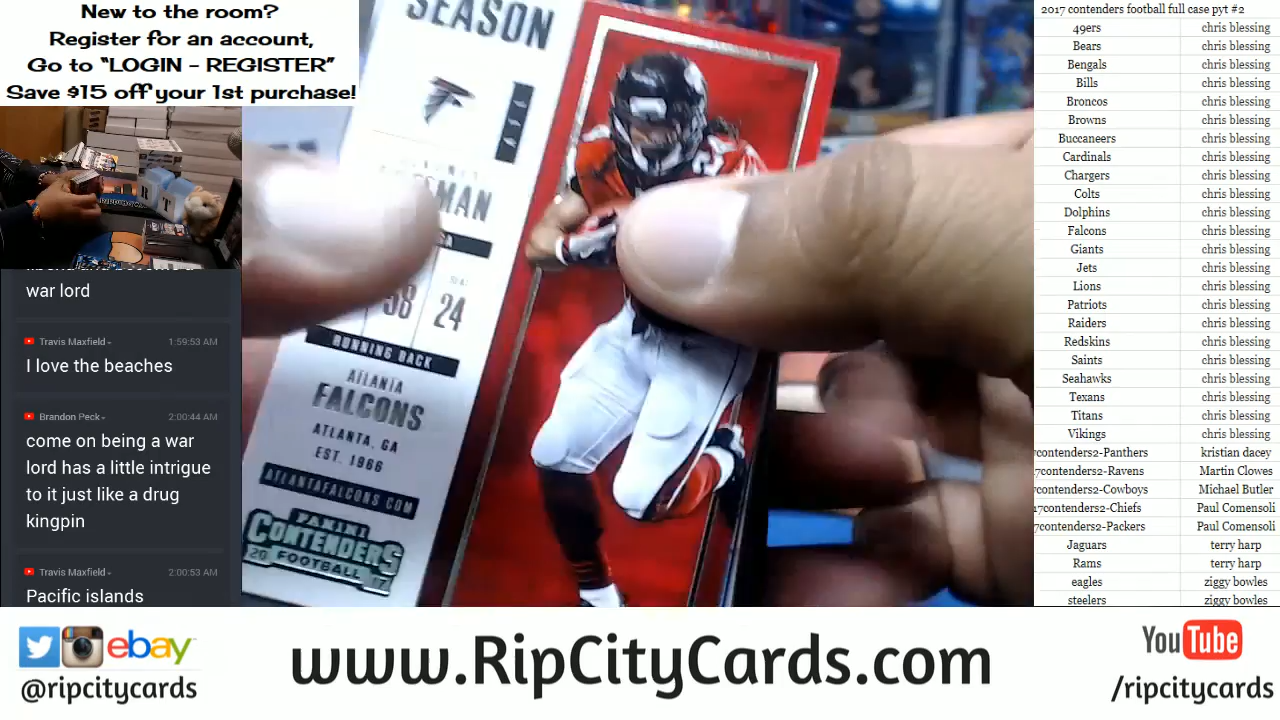 New to the room?
Register for an account,
Go to “LOGIN - REGISTER”
Save $15 off your 1st purchase!
war lord
Travis Maxfield 1:59:53 AM
I love the beaches
Brandon Peck 2:00:44 AM
come on being a war
lord has a little intrigue
to it just like a drug
kingpin
Travis Maxfield 2:00:53 AM
Pacific islands
SEASON
24
RUNNING BACK
ATLANTA
FALCONS
ATLANTA, GA
EST. 1966
ATLANTAFALCONS.COM
PANINI
CONTENDERS
20 FOOTBALL 17
R
T
2017 contenders football full case pyt #2
49ers chris blessing
Bears chris blessing
Bengals chris blessing
Bills chris blessing
Broncos chris blessing
Browns chris blessing
Buccaneers chris blessing
Cardinals chris blessing
Chargers chris blessing
Colts chris blessing
Dolphins chris blessing
Falcons chris blessing
Giants chris blessing
Jets chris blessing
Lions chris blessing
Patriots chris blessing
Raiders chris blessing
Redskins chris blessing
Saints chris blessing
Seahawks chris blessing
Texans chris blessing
Titans chris blessing
Vikings chris blessing
7contenders2-Panthers kristian dacey
7contenders2-Ravens Martin Clowes
7contenders2-Cowboys Michael Butler
17contenders2-Chiefs Paul Comensoli
7contenders2-Packers Paul Comensoli
Jaguars terry harp
Rams terry harp
eagles ziggy bowles
steelers ziggy bowles
ebay
@ripcitycards
www.RipCityCards.com
YouTube
/ripcitycards